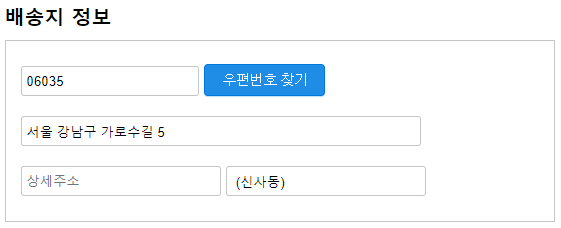 배송지 정보
06035 우편번호 찾기
서울 강남구 가로수길 5
상세주소 (신사동)